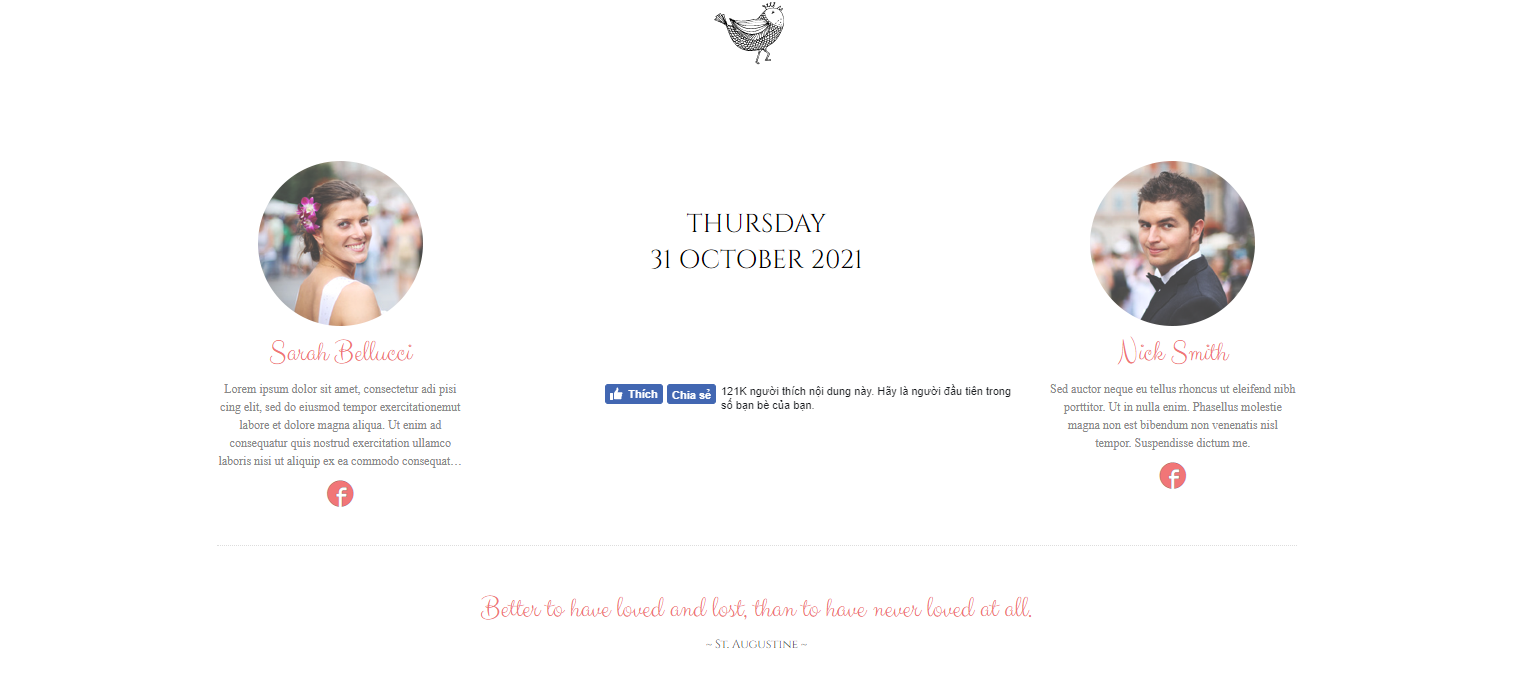 THURSDAY
31 OCTOBER 2021
Sarah Bellucci
Lorem ipsum dolor sit amet, consectetur adi pisi
cing elit, sed do eiusmod tempor exercitationemut
labore et dolore magna aliqua. Ut enim ad
consequatur quis nostrud exercitation ullamco
laboris nisi ut aliquip ex ea commodo consequat…
Thích Chia sẻ 121K người thích nội dung này. Hãy là người đầu tiên trong
số bạn bè của bạn.
Nick Smith
Sed auctor neque eu tellus rhoncus ut eleifend nibh
porttitor. Ut in nulla enim. Phasellus molestie
magna non est bibendum non venenatis nisl
tempor. Suspendisse dictum me.
Better to have loved and lost, than to have never loved at all.
~ St. Augustine ~